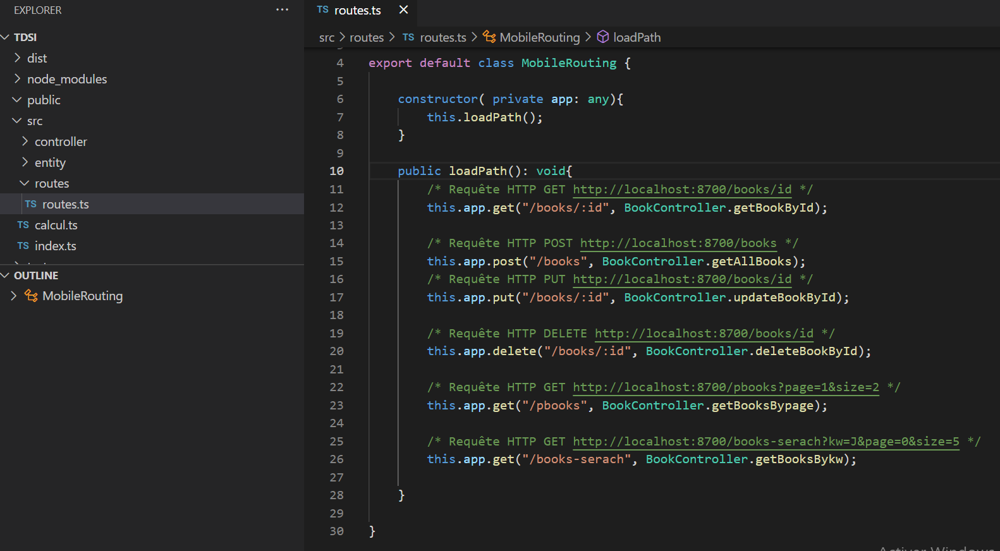 EXPLORER ···
TDSI
dist
node_modules
public
src
controller
entity
routes
TS routes.ts
TS calcul.ts
TS index.ts
OUTLINE
MobileRouting
TS routes.ts ×
src > routes > TS routes.ts > MobileRouting > loadPath
4 export default class MobileRouting {
5
6 constructor( private app: any){
7 this.loadPath();
8 }
9
10 public loadPath(): void{
11 /* Requête HTTP GET http://localhost:8700/books/id */
12 this.app.get("/books/:id", BookController.getBookById);
13
14 /* Requête HTTP POST http://localhost:8700/books */
15 this.app.post("/books", BookController.getAllBooks);
16 /* Requête HTTP PUT http://localhost:8700/books/id */
17 this.app.put("/books/:id", BookController.updateBookById);
18
19 /* Requête HTTP DELETE http://localhost:8700/books/id */
20 this.app.delete("/books/:id", BookController.deleteBookById);
21
22 /* Requête HTTP GET http://localhost:8700/pbooks?page=1&size=2 */
23 this.app.get("/pbooks", BookController.getBooksBypage);
24
25 /* Requête HTTP GET http://localhost:8700/books-serach?kw=J&page=0&size=5 */
26 this.app.get("/books-serach", BookController.getBooksBykw);
27
28 }
29
30 }
Activer Windows